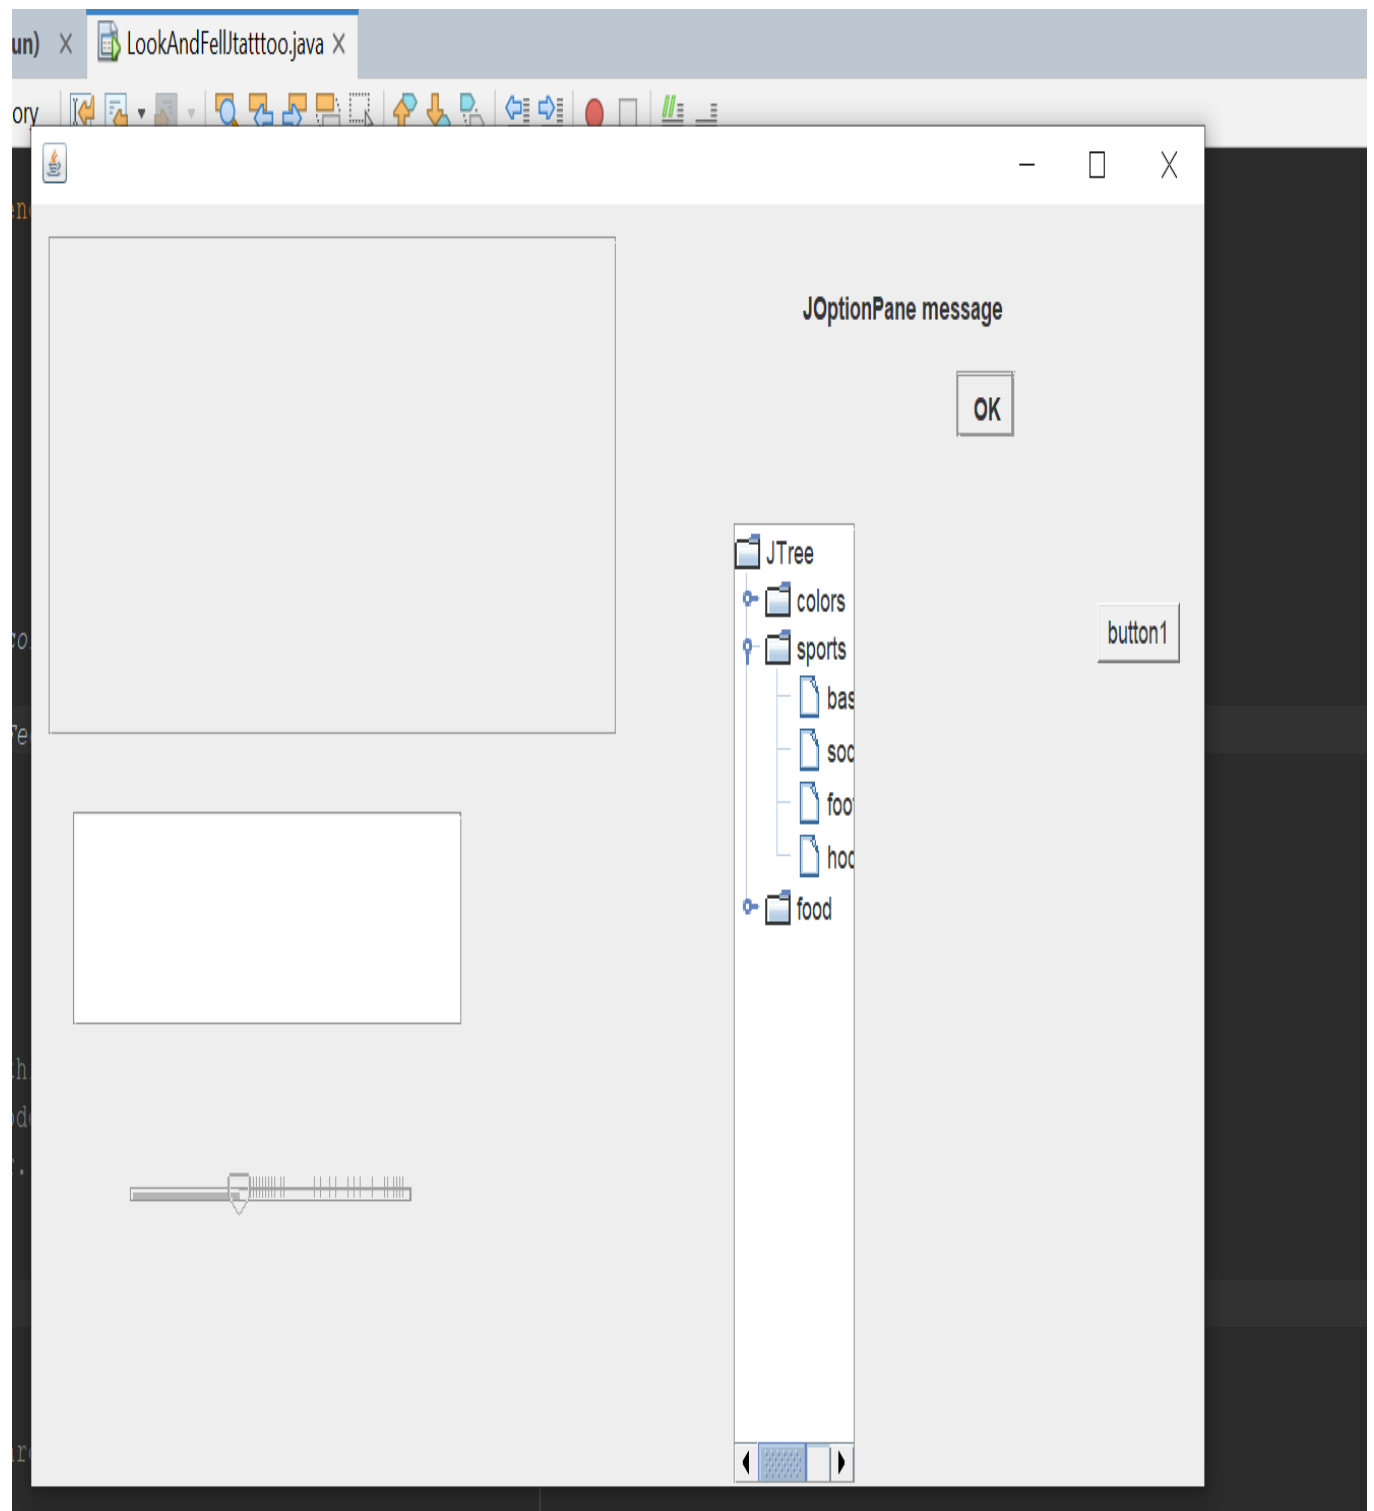 un)
LookAndFellJtatttoo.java
ory
JOptionPane message
OK
JTree
colors
sports
button1
bas
soc
foo
hoc
food